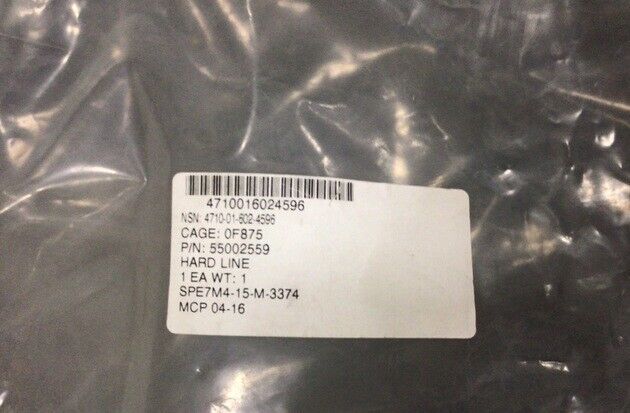 4710016024596
NSN: 4710-01-602-4596
CAGE: 0F875
P/N: 55002559
HARD LINE
1 EA WT: 1
SPE7M4-15-M-3374
MCP 04-16